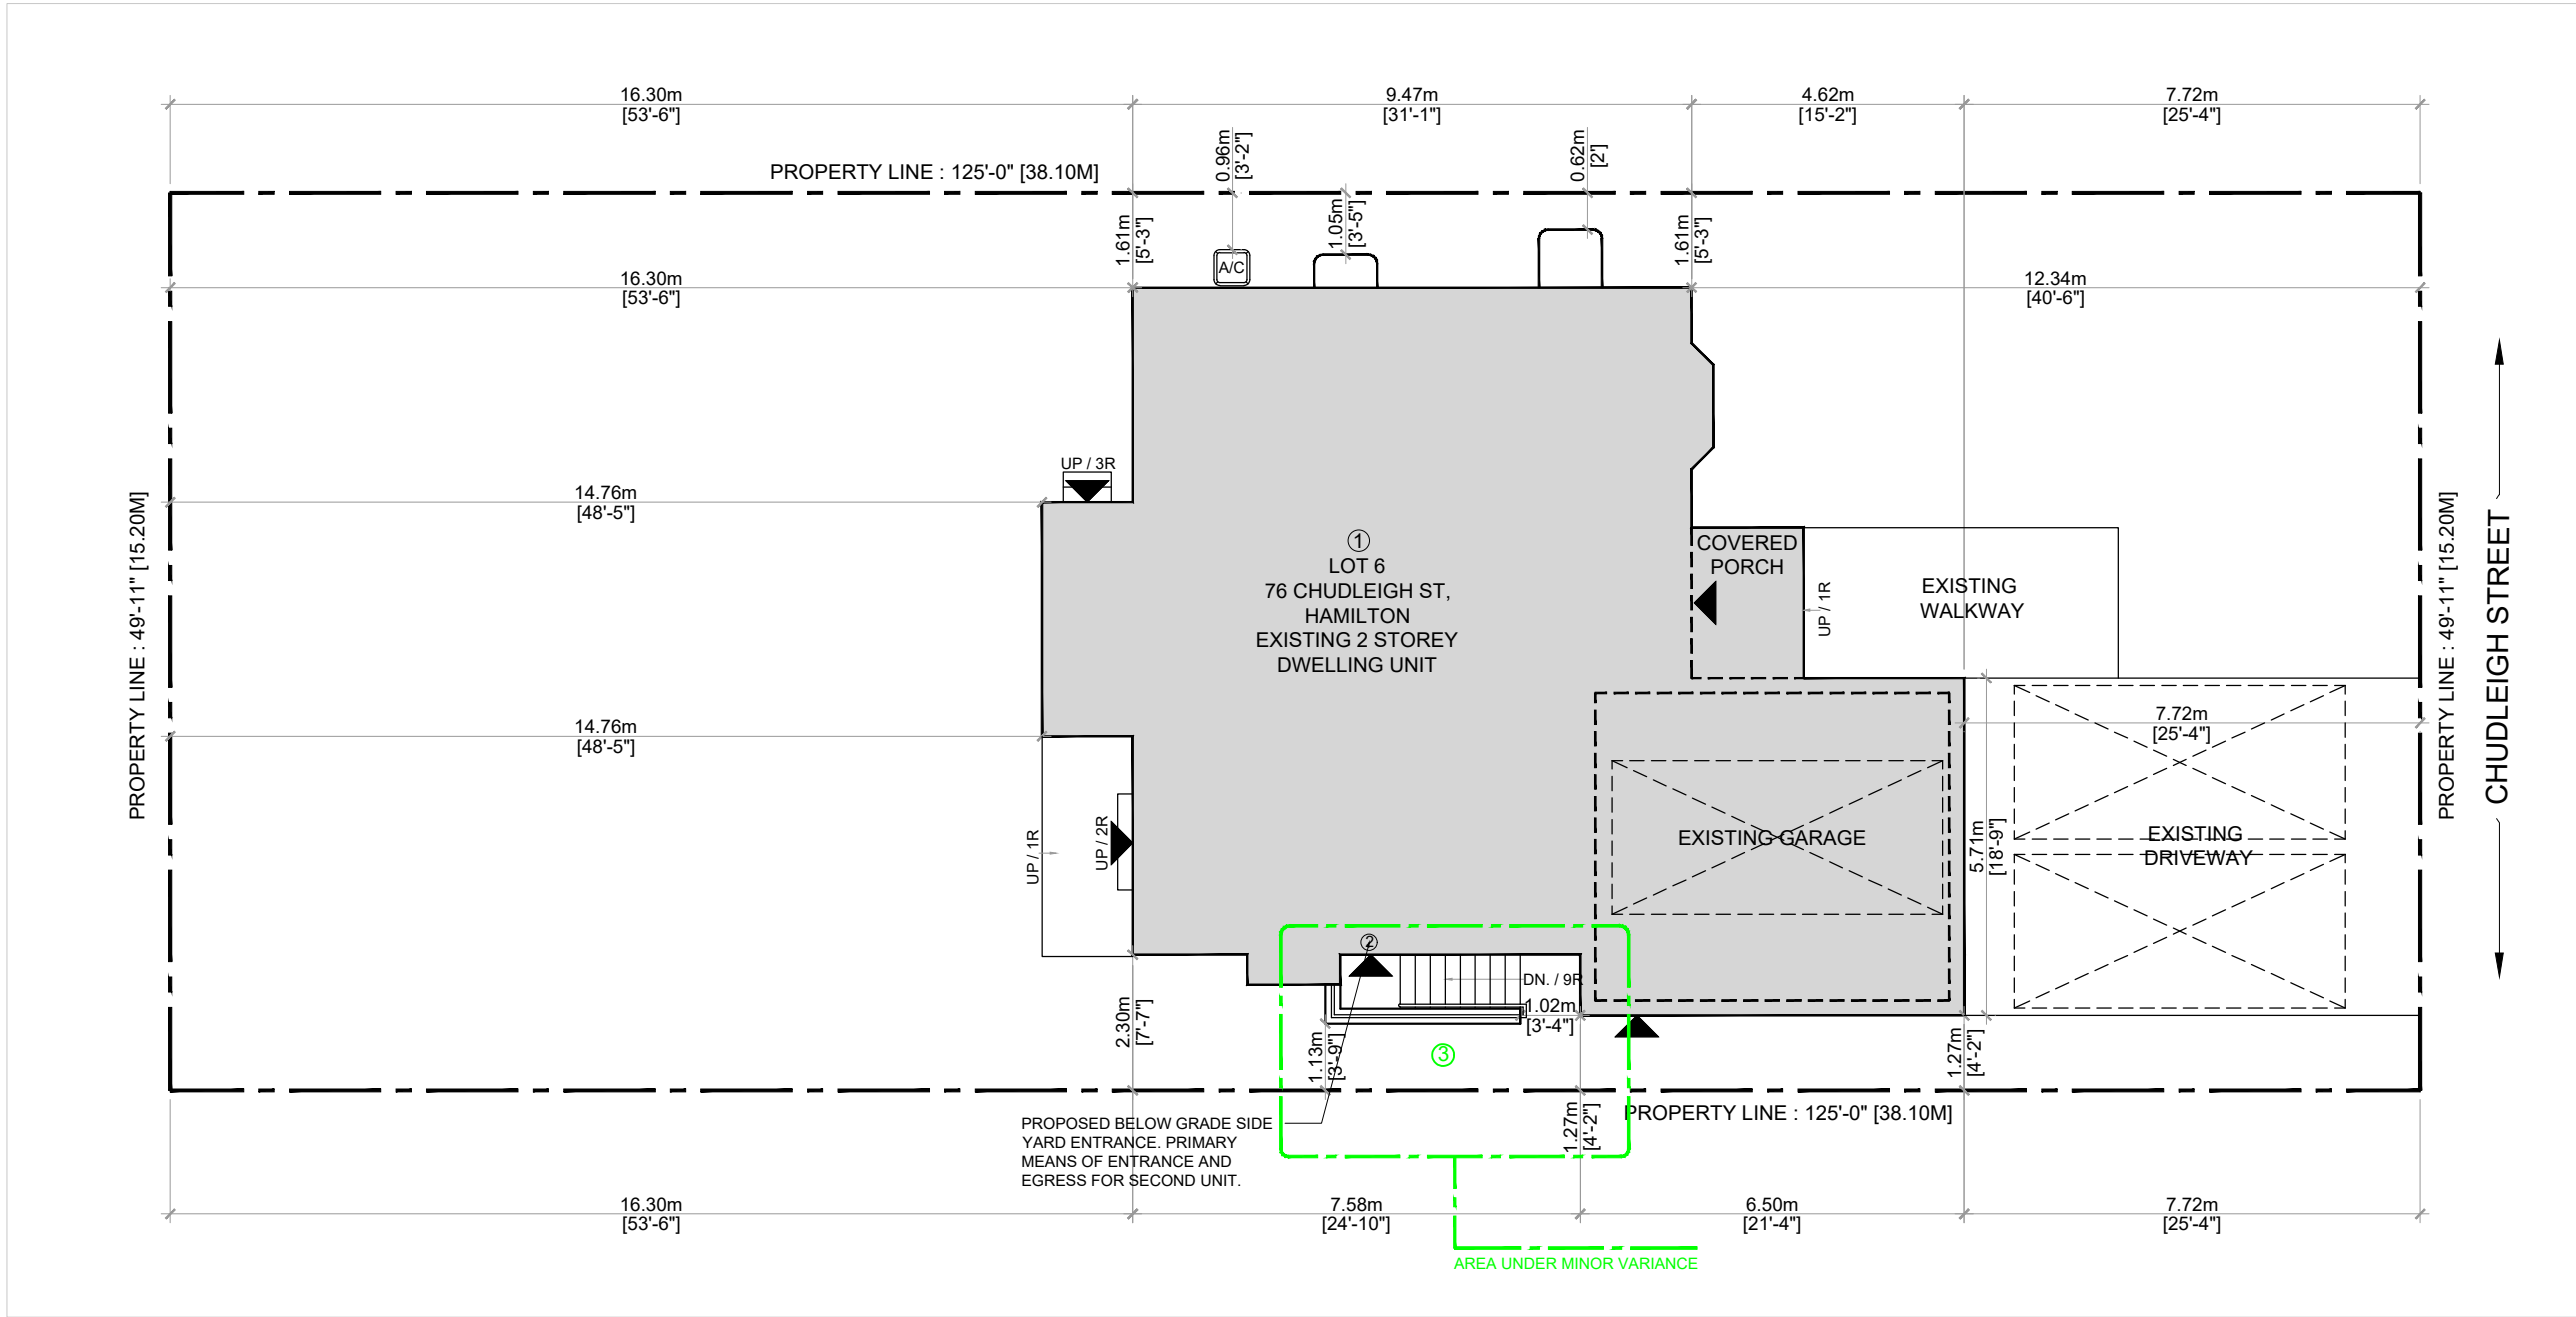 16.30m
[53'-6"]
9.47m
[31'-1"]
4.62m
[15'-2"]
7.72m
[25'-4"]
PROPERTY LINE : 125'-0" [38.10M]
0.96m
[3'-2"]
0.62m
[2']
1.61m
[5'-3"]
1.05m
[3'-5"]
1.61m
[5'-3"]
A/C
16.30m
[53'-6"]
12.34m
[40'-6"]
UP / 3R
14.76m
[48'-5"]
PROPERTY LINE : 49'-11" [15.20M]
1
LOT 6
76 CHUDLEIGH ST,
HAMILTON
EXISTING 2 STOREY
DWELLING UNIT
COVERED
PORCH
UP / 1R
EXISTING
WALKWAY
PROPERTY LINE : 49'-11" [15.20M]
CHUDLEIGH STREET
14.76m
[48'-5"]
7.72m
[25'-4"]
UP / 1R
UP / 2R
EXISTING GARAGE
5.71m
[18'-9"]
EXISTING
DRIVEWAY
2
DN. / 9R
1.02m
[3'-4"]
2.30m
[7'-7"]
1.13m
[3'-9"]
3
1.27m
[4'-2"]
1.27m
[4'-2"]
PROPERTY LINE : 125'-0" [38.10M]
PROPOSED BELOW GRADE SIDE
YARD ENTRANCE. PRIMARY
MEANS OF ENTRANCE AND
EGRESS FOR SECOND UNIT.
16.30m
[53'-6"]
7.58m
[24'-10"]
6.50m
[21'-4"]
7.72m
[25'-4"]
AREA UNDER MINOR VARIANCE